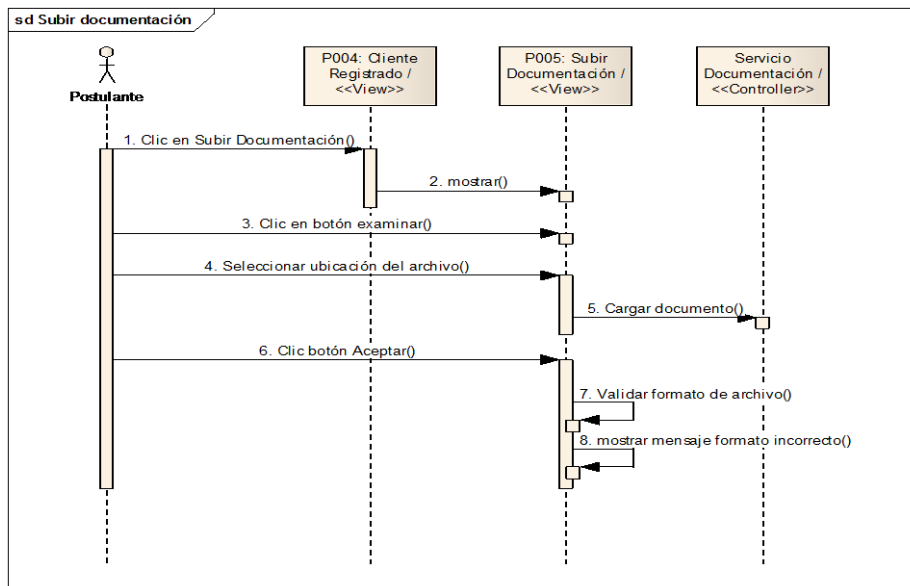 sd Subir documentación
P004: Cliente
Registrado /
<<View>>
P005: Subir
Documentación /
<<View>>
Servicio
Documentación /
<<Controller>>
Postulante
1. Clic en Subir Documentación()
2. mostrar()
3. Clic en botón examinar()
4. Seleccionar ubicación del archivo()
5. Cargar documento()
6. Clic botón Aceptar()
7. Validar formato de archivo()
8. mostrar mensaje formato incorrecto()